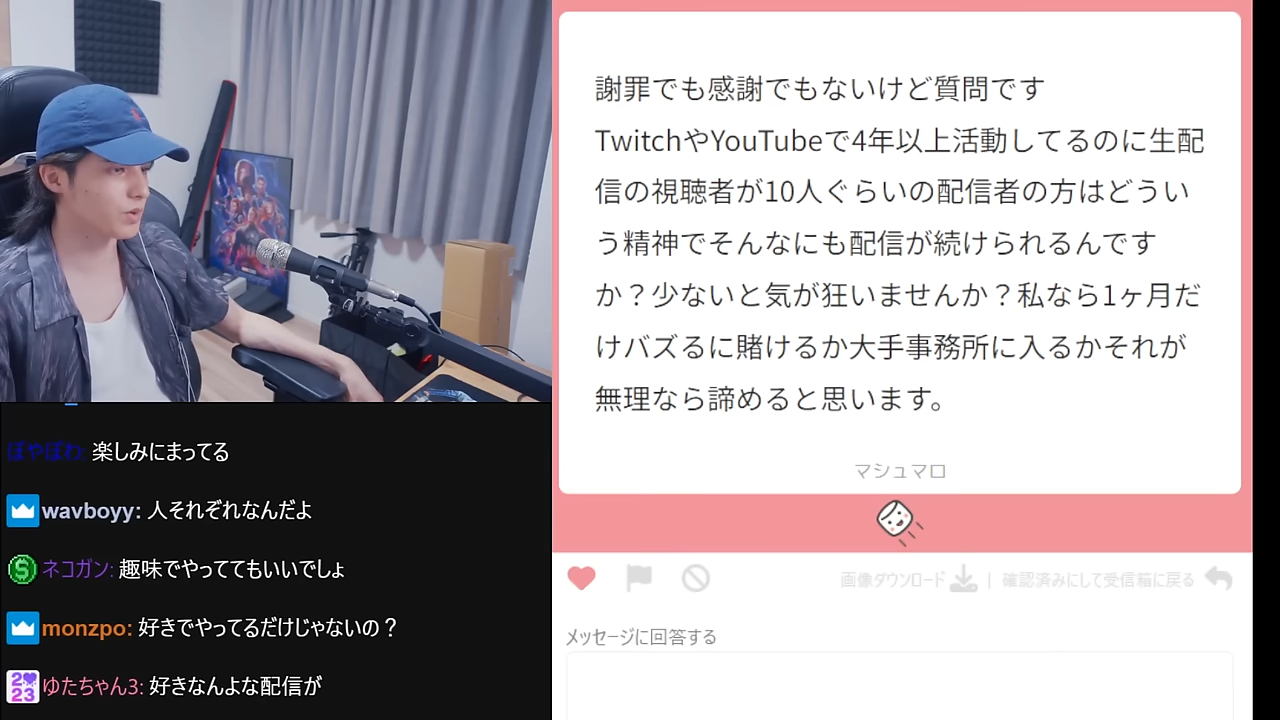 謝罪でも感謝でもないけど質問です
TwitchやYouTubeで4年以上活動してるのに生配
信の視聴者が10人ぐらいの配信者の方はどうい
う精神でそんなにも配信が続けられるんです
か？少ないと気が狂いませんか？私なら1ヶ月だ
けバズるに賭けるか大手事務所に入るかそれが
無理なら諦めると思います。
マシュマロ
画像ダウンロード | 確認済みにして受信箱に戻る
メッセージに回答する
ぽやぽわ: 楽しみにまってる
wavboyy: 人それぞれなんだよ
ネコガン: 趣味でやっててもいいでしょ
monzpo: 好きでやってるだけじゃないの？
2023 ゆたちゃん3: 好きなんよな配信が